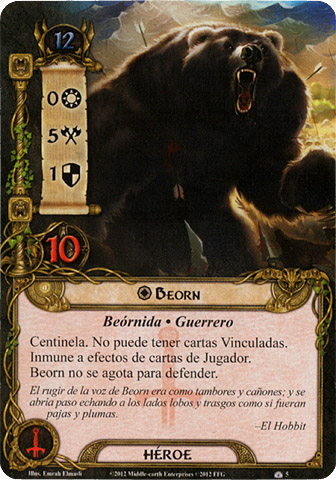 12
0
5
1
10
Beorn
Beórnida • Guerrero
Centinela. No puede tener cartas Vinculadas.
Inmune a efectos de cartas de Jugador.
Beorn no se agota para defender.
El rugir de la voz de Beorn era como tambores y cañones; y se
abría paso echando a los lados lobos y trasgos como si fueran
pajas y plumas.
-El Hobbit
HÉROE
Illus. Emrah Elmasli
©2012 Middle-earth Enterprises ©2012 FFG
5